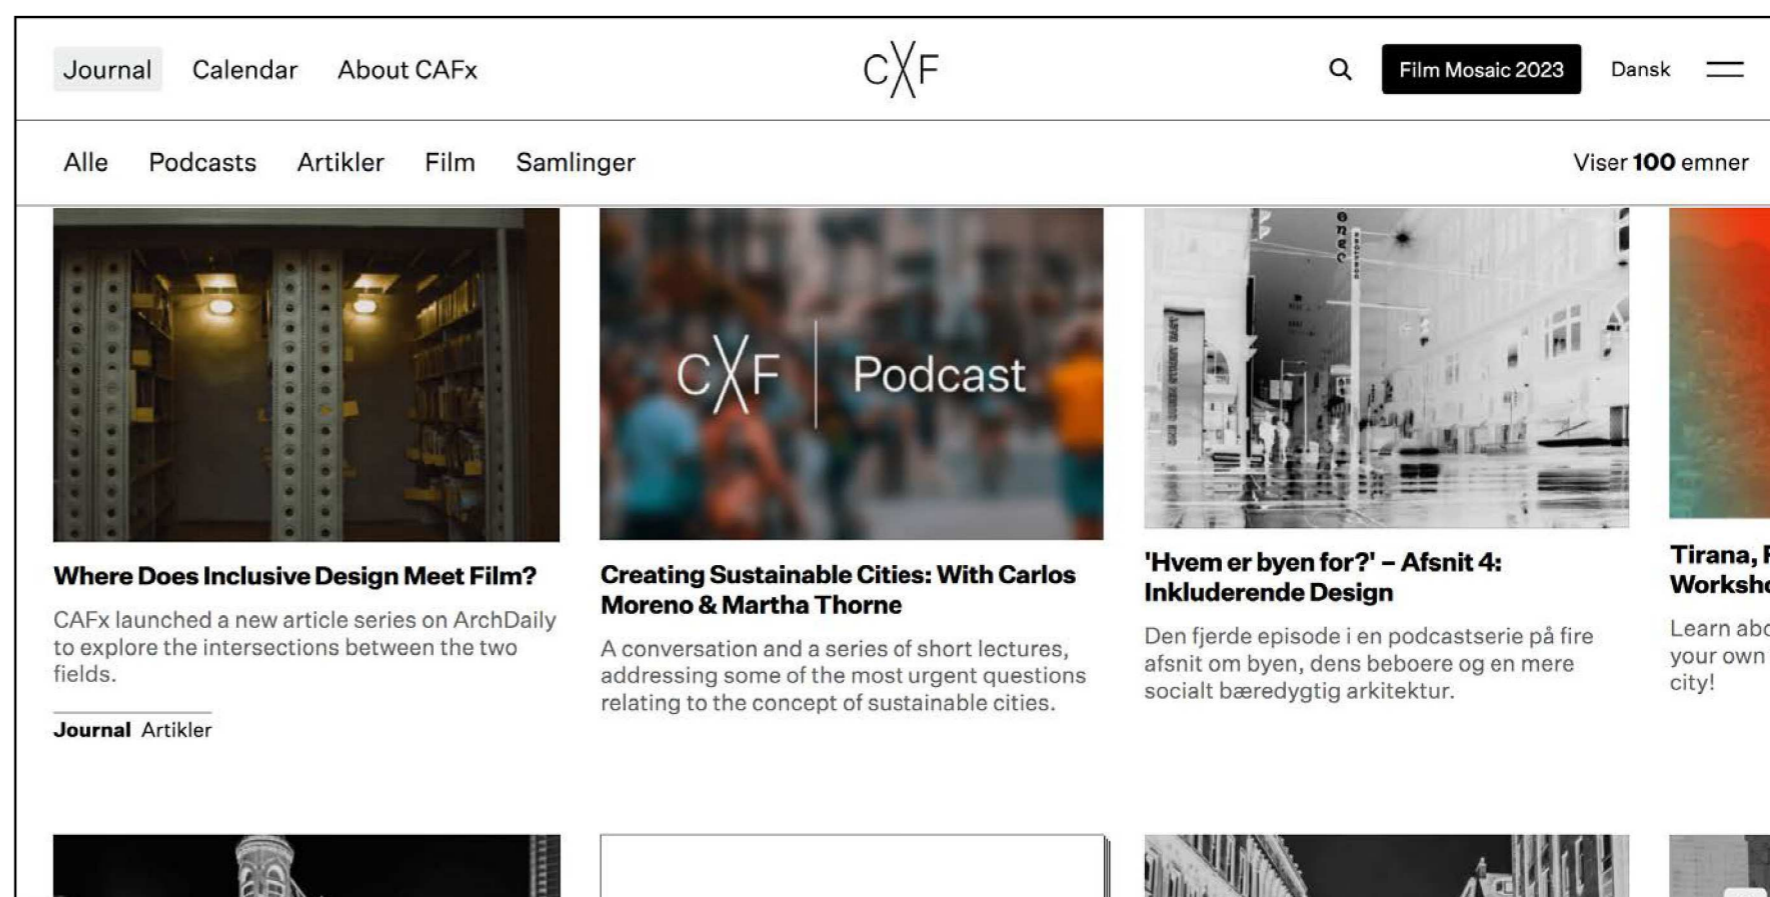 Journal Calendar About CAFx CXF Film Mosaic 2023 Dansk
Alle Podcasts Artikler Film Samlinger Viser 100 emner
CXF | Podcast
Where Does Inclusive Design Meet Film?
CAFx launched a new article series on ArchDaily
to explore the intersections between the two
fields.
Journal Artikler
Creating Sustainable Cities: With Carlos
Moreno & Martha Thorne
A conversation and a series of short lectures,
addressing some of the most urgent questions
relating to the concept of sustainable cities.
'Hvem er byen for?' – Afsnit 4:
Inkluderende Design
Den fjerde episode i en podcastserie på fire
afsnit om byen, dens beboere og en mere
socialt bæredygtig arkitektur.
Tirana,
Learn
your own
city!